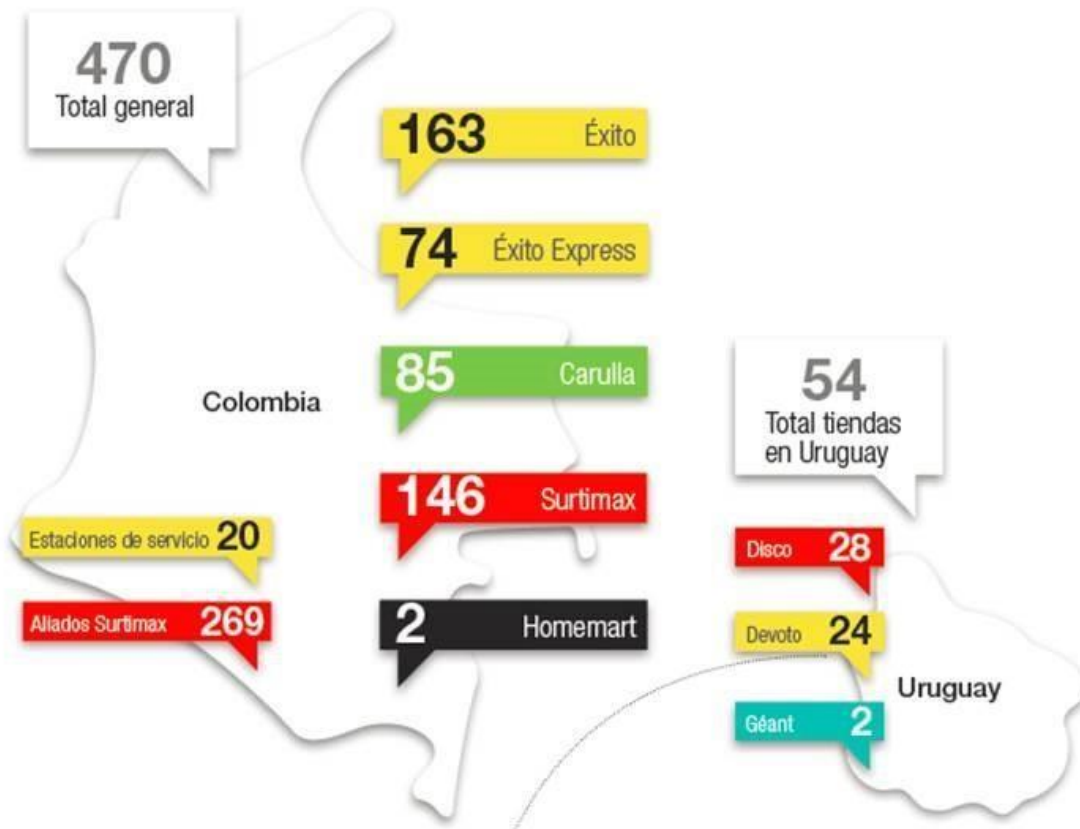 470
Total general
163 Éxito
74 Éxito Express
85 Carulla
Colombia
146 Surtimax
Estaciones de servicio 20
Aliados Surtimax 269
2 Homemart
54
Total tiendas
en Uruguay
Disco 28
Devoto 24
Uruguay
Géant 2